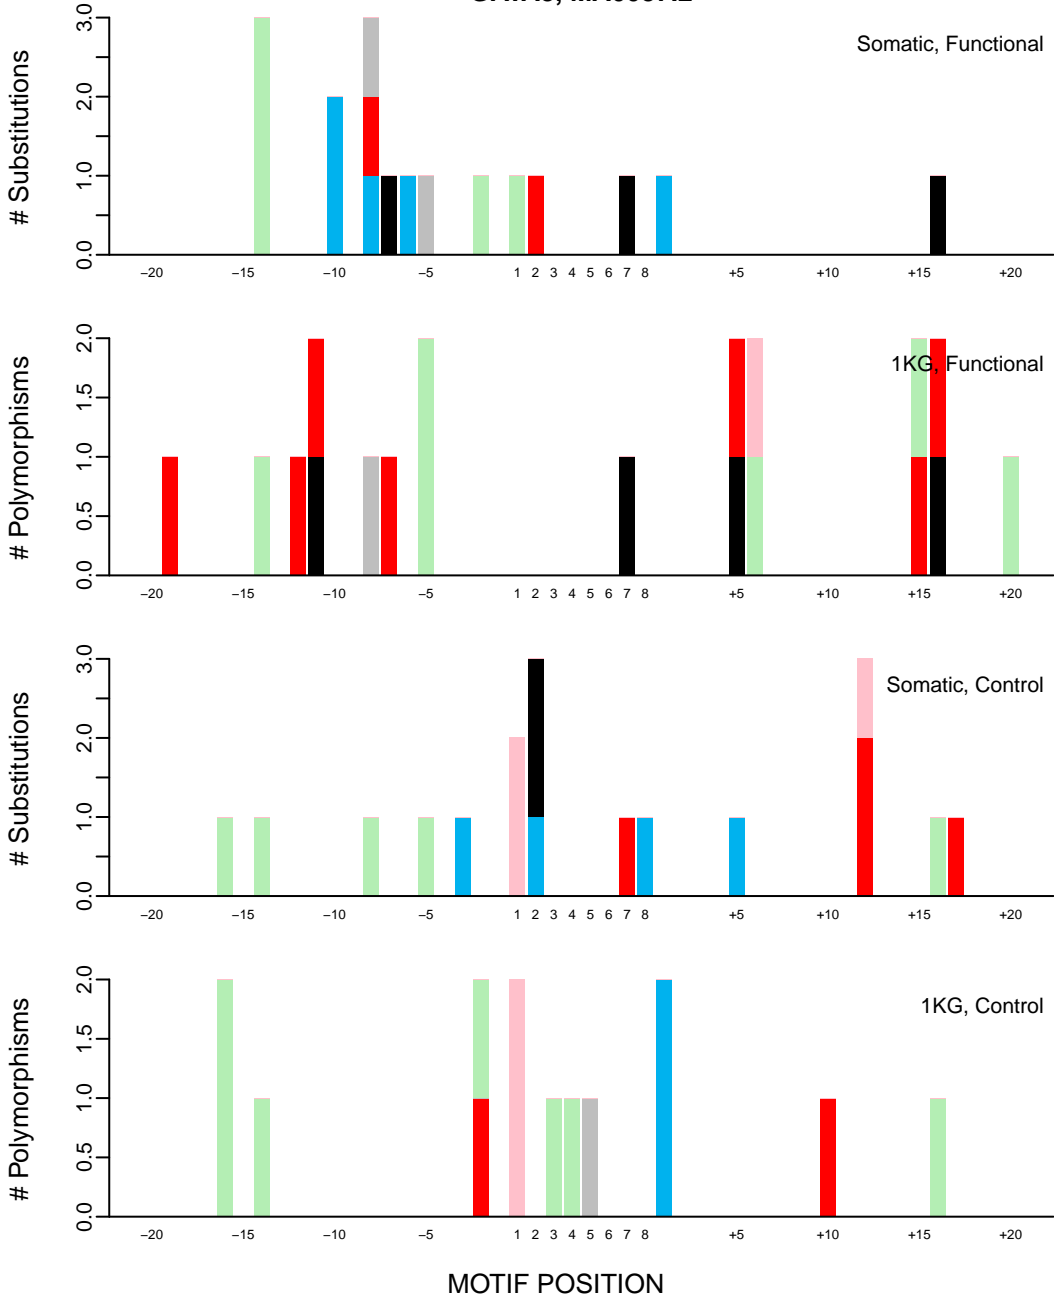 # Substitutions
0.0 1.0 2.0 3.0
Somatic, Functional
−20 −15 −10 −5 1 2 3 4 5 6 7 8 +5 +10 +15 +20
# Polymorphisms
0.0 0.5 1.0 1.5 2.0
1KG, Functional
−20 −15 −10 −5 1 2 3 4 5 6 7 8 +5 +10 +15 +20
# Substitutions
0.0 1.0 2.0 3.0
Somatic, Control
−20 −15 −10 −5 1 2 3 4 5 6 7 8 +5 +10 +15 +20
# Polymorphisms
0.0 0.5 1.0 1.5 2.0
1KG, Control
−20 −15 −10 −5 1 2 3 4 5 6 7 8 +5 +10 +15 +20
MOTIF POSITION